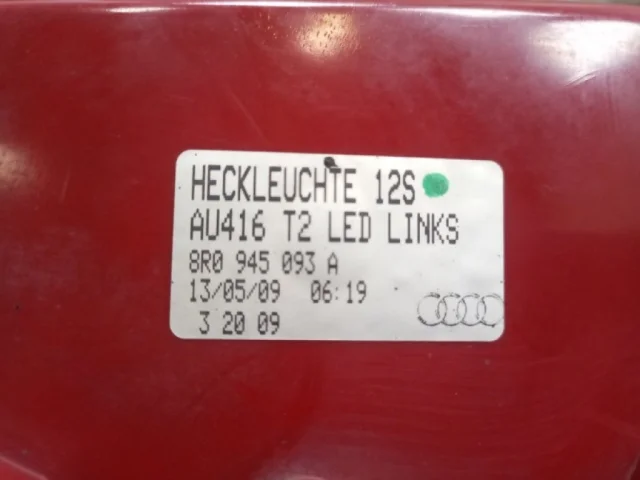 HECKLEUCHTE 12S
AU416 T2 LED LINKS
8R0 945 093 A
13/05/09 06:19
3 20 09